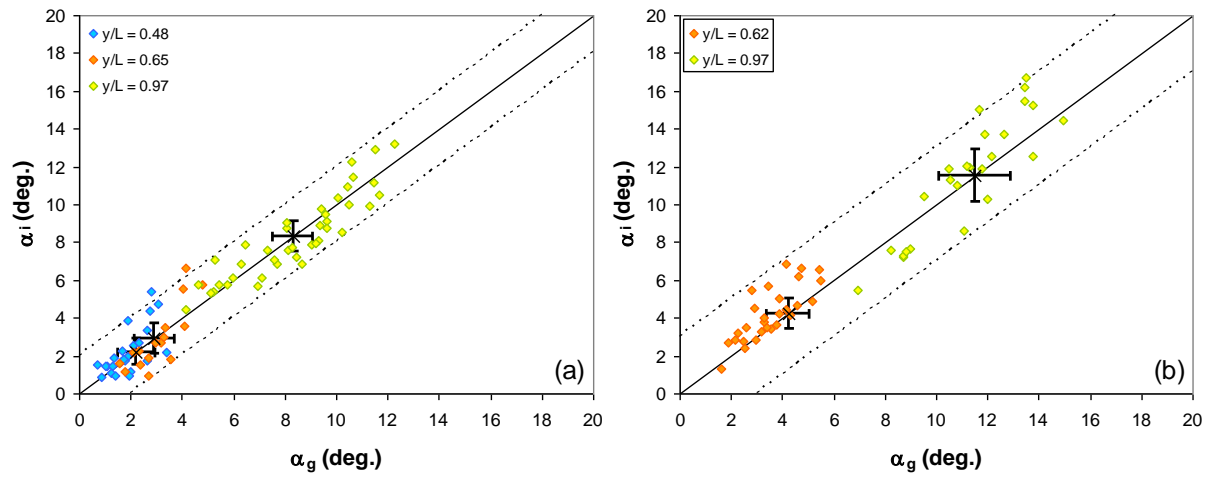 20
18
16
14
12
10
8
6
4
2
0
αi (deg.)
y/L = 0.48
y/L = 0.65
y/L = 0.97
(a)
0 2 4 6 8 10 12 14 16 18 20
αg (deg.)
20
18
16
14
12
10
8
6
4
2
0
αi (deg.)
y/L = 0.62
y/L = 0.97
(b)
0 2 4 6 8 10 12 14 16 18 20
αg (deg.)